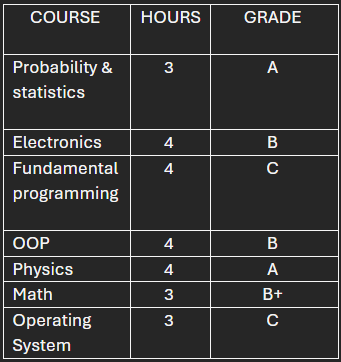 COURSE HOURS GRADE
Probability & 3 A
statistics
Electronics 4 B
Fundamental 4 C
programming
OOP 4 B
Physics 4 A
Math 3 B+
Operating 3 C
System